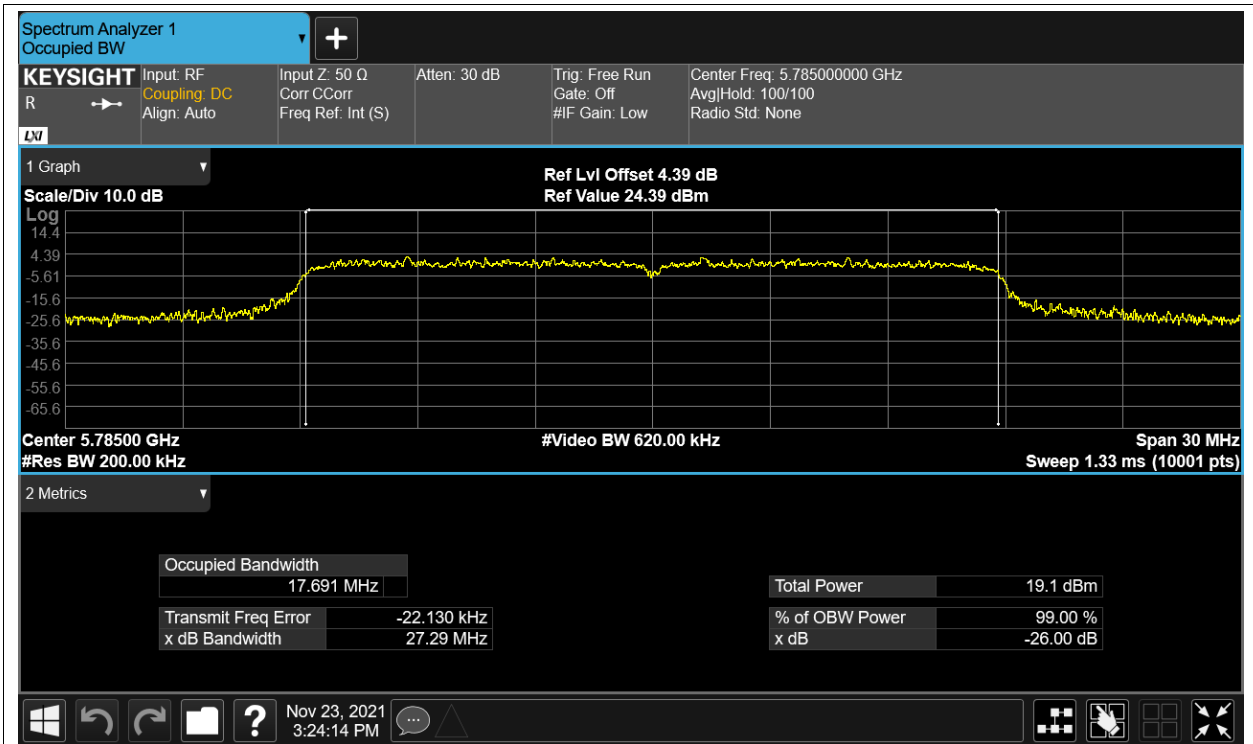 Spectrum Analyzer 1
Occupied BW
KEYSIGHT
R
LXI
Input: RF
Coupling: DC
Align: Auto
Input Z: 50 Ω
Corr CCorr
Freq Ref: Int (S)
Atten: 30 dB
Trig: Free Run
Gate: Off
#IF Gain: Low
Center Freq: 5.785000000 GHz
Avg|Hold: 100/100
Radio Std: None
1 Graph
Scale/Div 10.0 dB
Ref Lvl Offset 4.39 dB
Ref Value 24.39 dBm
Log
14.4
4.39
-5.61
-15.6
-25.6
-35.6
-45.6
-55.6
-65.6
Center 5.78500 GHz
#Res BW 200.00 kHz
#Video BW 620.00 kHz
Span 30 MHz
Sweep 1.33 ms (10001 pts)
2 Metrics
Occupied Bandwidth
17.691 MHz
Transmit Freq Error -22.130 kHz
x dB Bandwidth 27.29 MHz
Total Power 19.1 dBm
% of OBW Power 99.00 %
x dB -26.00 dB
?
Nov 23, 2021
3:24:14 PM